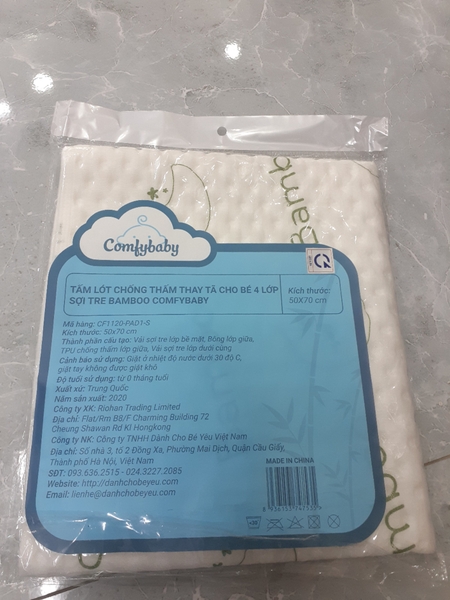 Bamb
Comfybaby
TẤM LÓT CHỐNG THẤM THAY TÃ CHO BÉ 4 LỚP
SỢI TRE BAMBOO COMFYBABY
Kích thước:
50X70 cm
Mã hàng: CF1120-PAD1-S
Kích thước: 50x70 cm
Thành phần cấu tạo: Vải sợi tre lớp bề mặt, Bông lớp giữa,
TPU chống thấm lớp giữa, Vải sợi tre lớp dưới cùng
Cảnh báo sử dụng: Giặt ở nhiệt độ nước dưới 30 độ C,
giặt tay không được giặt khô
Độ tuổi sử dụng: từ 0 tháng tuổi
Xuất xứ: Trung Quốc
Năm sản xuất: 2020
Công ty XK: Riohan Trading Limited
Địa chỉ: Flat/Rm B8/F Charming Building 72
Cheung Shawan Rd Kl Hongkong
Công ty NK: Công ty TNHH Dành Cho Bé Yêu Việt Nam
Địa chỉ: Số nhà 3, tổ 2 Đồng Xa, Phường Mai Dịch, Quận Cầu Giấy,
Thành phố Hà Nội, Việt Nam
SĐT: 093.636.2515 - 024.3227.2085
Website: http://danhchobeyeu.com
Email: lienhe@danhchobeyeu.com
MADE IN CHINA